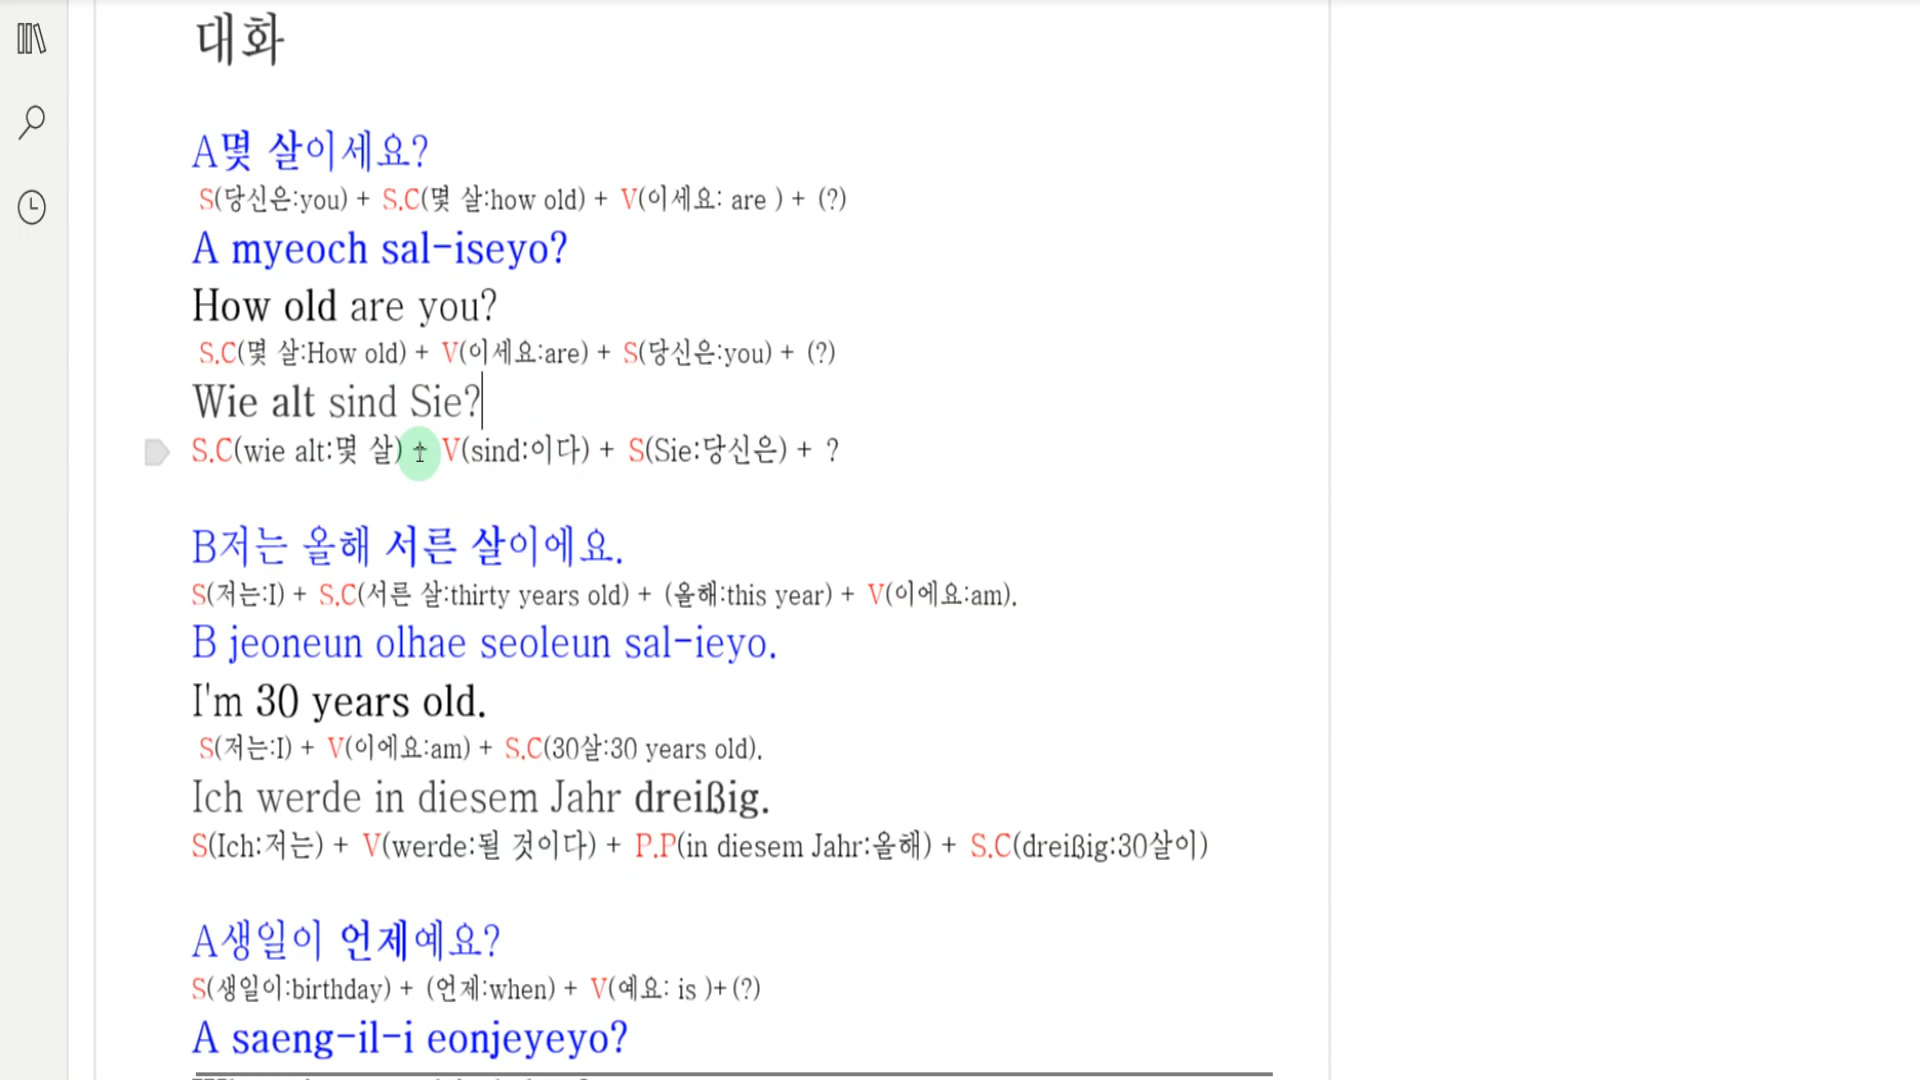 대화
A몇 살이세요?
S(당신은:you) + S.C(몇 살:how old) + V(이세요: are ) + (?)
A myeoch sal-iseyo?
How old are you?
S.C(몇 살:How old) + V(이세요:are) + S(당신은:you) + (?)
Wie alt sind Sie?
S.C(wie alt:몇 살) + V(sind:이다) + S(Sie:당신은) + ?
B저는 올해 서른 살이에요.
S(저는:I) + S.C(서른 살:thirty years old) + (올해:this year) + V(이에요:am).
B jeoneun olhae seoleun sal-ieyo.
I'm 30 years old.
S(저는:I) + V(이에요:am) + S.C(30살:30 years old).
Ich werde in diesem Jahr dreißig.
S(Ich:저는) + V(werde:될 것이다) + P.P(in diesem Jahr:올해) + S.C(dreißig:30살이)
A생일이 언제예요?
S(생일이:birthday) + (언제:when) + V(예요: is )+(?)
A saeng-il-i eonjeyeyo?